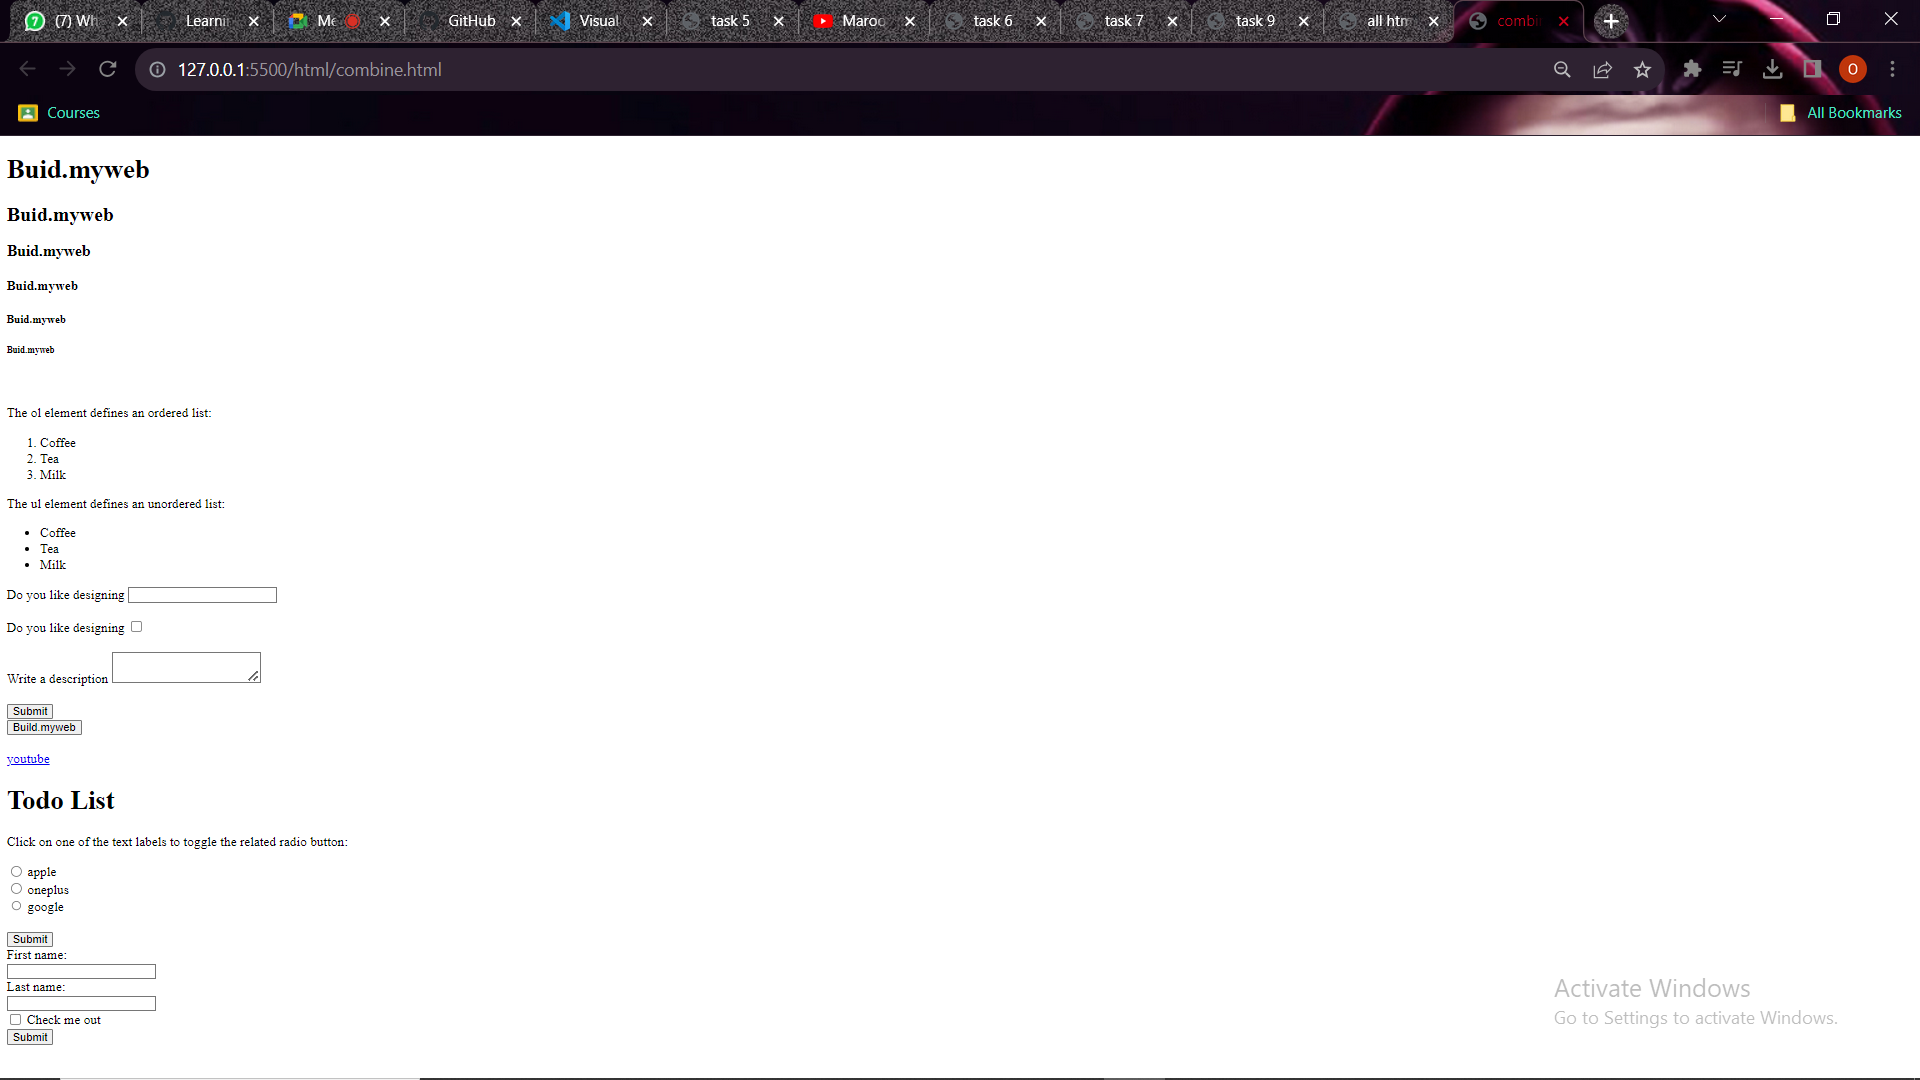 (7) Wh
Learnin
Me
GitHub
Visual
task 5
Maroo
task 6
task 7
task 9
all htm
combi
127.0.0.1:5500/html/combine.html
O
Courses
All Bookmarks
Buid.myweb
Buid.myweb
Buid.myweb
Buid.myweb
Buid.myweb
Buid.myweb
The ol element defines an ordered list:
1. Coffee
2. Tea
3. Milk
The ul element defines an unordered list:
• Coffee
• Tea
• Milk
Do you like designing
Do you like designing
Write a description
Submit
Build.myweb
youtube
Todo List
Click on one of the text labels to toggle the related radio button:
apple
oneplus
google
Submit
First name:
Last name:
Check me out
Submit
Activate Windows
Go to Settings to activate Windows.